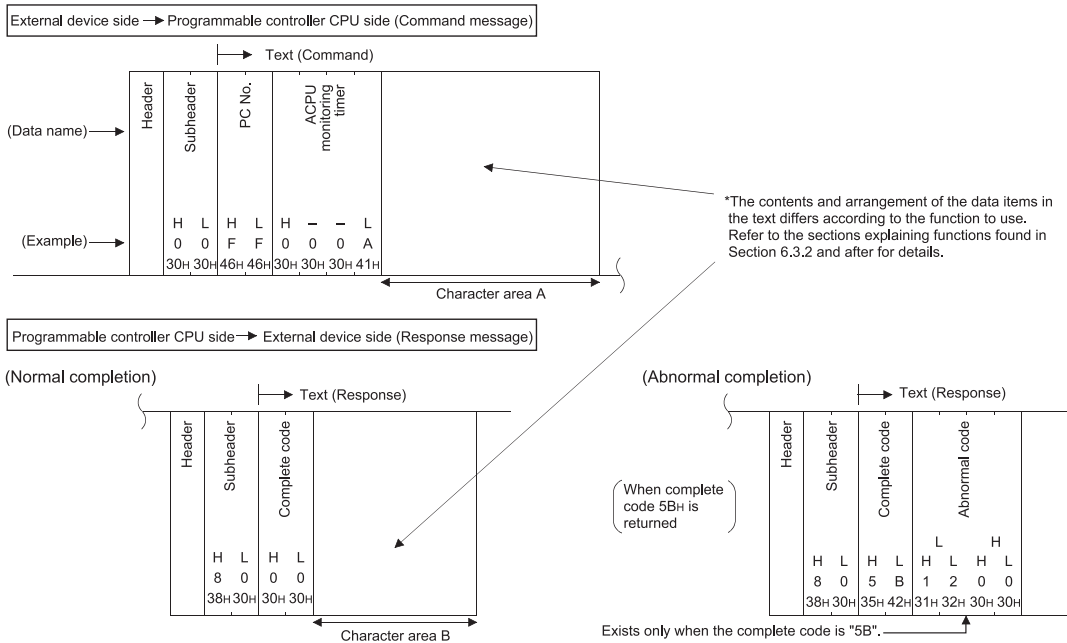 External device side → Programmable controller CPU side (Command message)
Text (Command)
Header
Subheader
PC No.
ACPU
monitoring
timer
(Data name)
(Example)
H L H L H – – L
0 0 F F 0 0 0 A
30H 30H 46H 46H 30H 30H 30H 41H
Character area A
*The contents and arrangement of the data items in
the text differs according to the function to use.
Refer to the sections explaining functions found in
Section 6.3.2 and after for details.
Programmable controller CPU side → External device side (Response message)
(Normal completion)
Text (Response)
Header
Subheader
Complete code
H L H L
8 0 0 0
38H 30H 30H 30H
Character area B
(Abnormal completion)
Text (Response)
Header
Subheader
Complete code
Abnormal code
(When complete
code 5BH is
returned)
L H
H L H L H L H L
8 0 5 B 1 2 0 0
38H 30H 35H 42H 31H 32H 30H 30H
Exists only when the complete code is "5B".